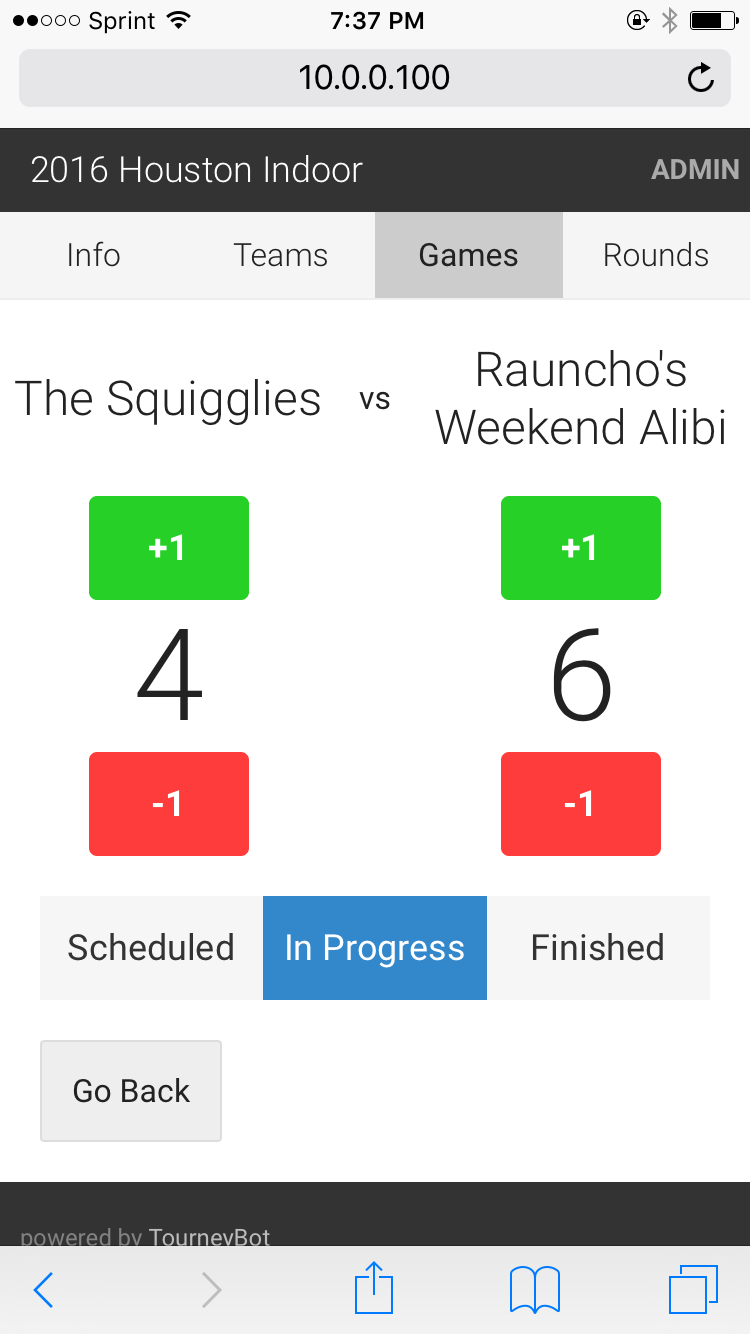 Sprint 7:37 PM
10.0.0.100
2016 Houston Indoor ADMIN
Info Teams Games Rounds
The Squigglies vs Rauncho's
Weekend Alibi
+1 +1
4 6
-1 -1
Scheduled In Progress Finished
Go Back
powered by TourneyBot